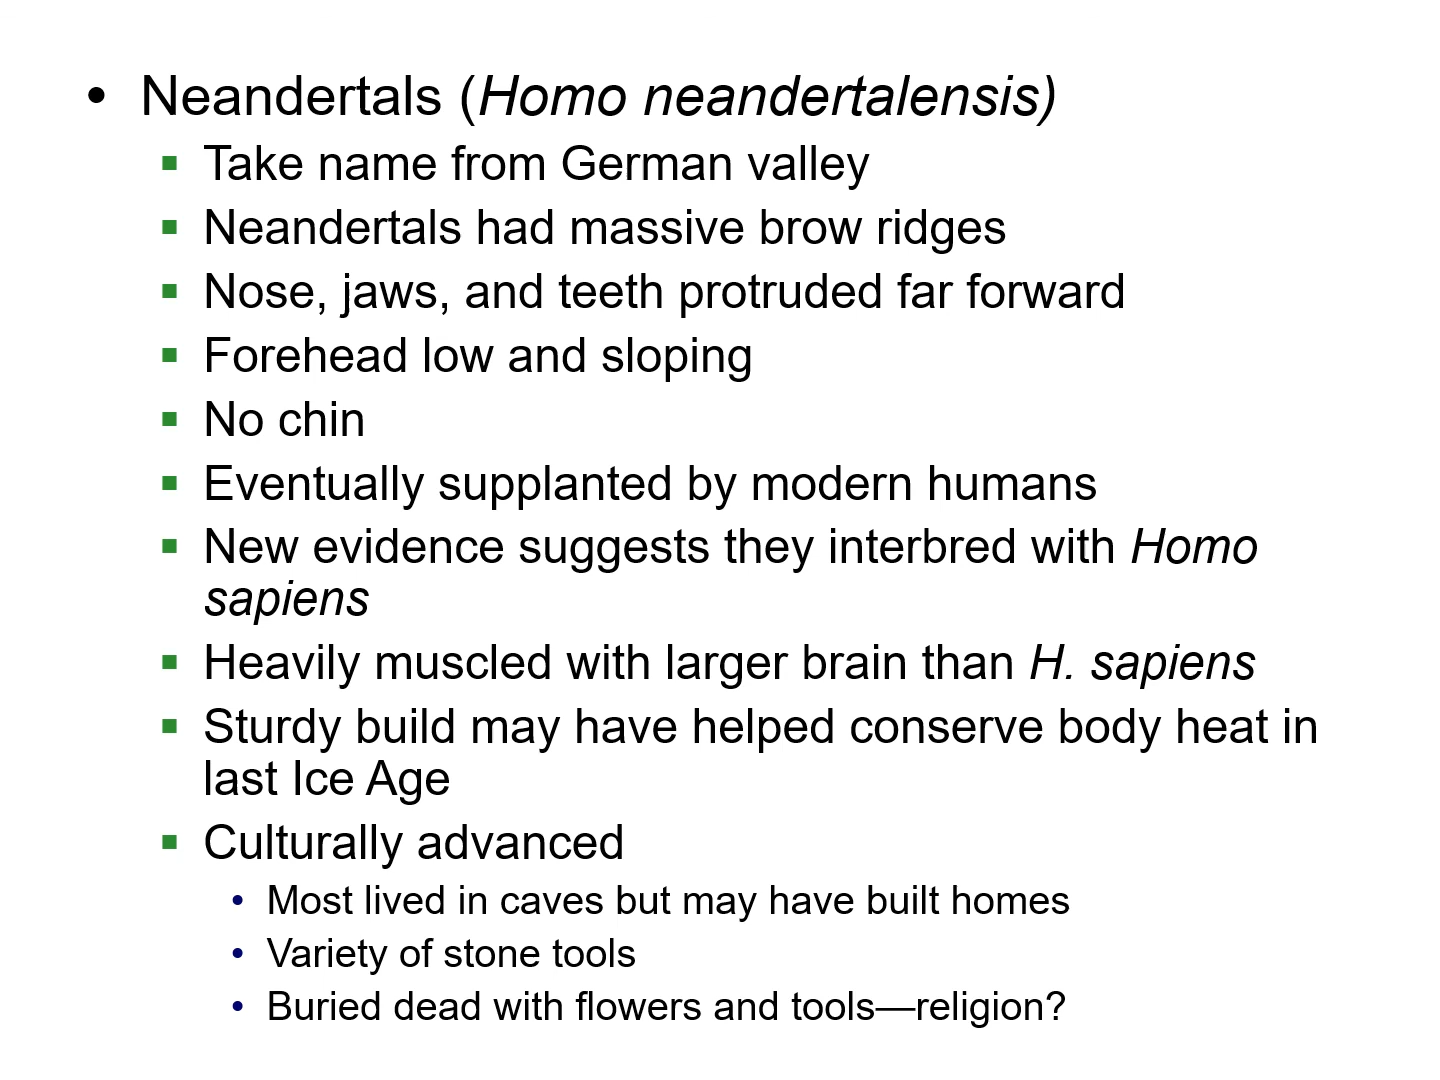 • Neandertals (Homo neandertalensis)
▪ Take name from German valley
▪ Neandertals had massive brow ridges
▪ Nose, jaws, and teeth protruded far forward
▪ Forehead low and sloping
▪ No chin
▪ Eventually supplanted by modern humans
▪ New evidence suggests they interbred with Homo
sapiens
▪ Heavily muscled with larger brain than H. sapiens
▪ Sturdy build may have helped conserve body heat in
last Ice Age
▪ Culturally advanced
• Most lived in caves but may have built homes
• Variety of stone tools
• Buried dead with flowers and tools—religion?